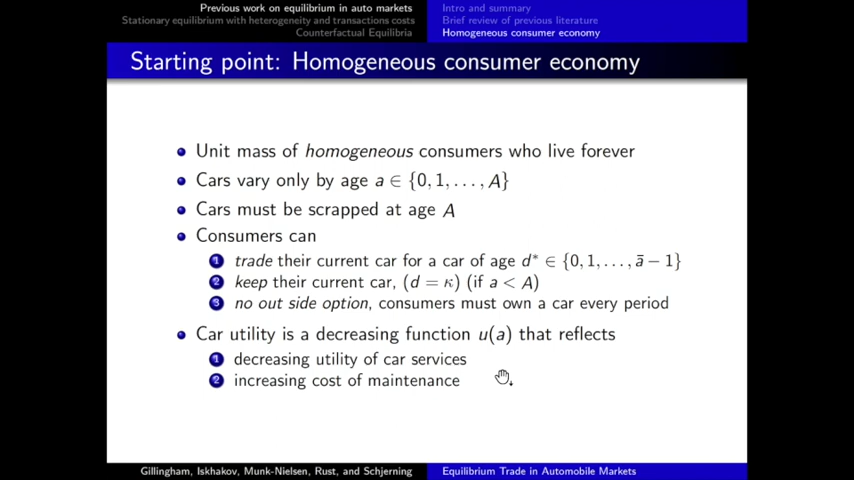 Previous work on equilibrium in auto markets
Stationary equilibrium with heterogeneity and transactions costs
Counterfactual Equilibria
Intro and summary
Brief review of previous literature
Homogeneous consumer economy
Starting point: Homogeneous consumer economy
Unit mass of homogeneous consumers who live forever
Cars vary only by age a ∈ {0, 1, . . . , A}
Cars must be scrapped at age A
Consumers can
1 trade their current car for a car of age d* ∈ {0, 1, . . . , ā − 1}
2 keep their current car, (d = κ) (if a < A)
3 no out side option, consumers must own a car every period
Car utility is a decreasing function u(a) that reflects
1 decreasing utility of car services
2 increasing cost of maintenance
Gillingham, Iskhakov, Munk-Nielsen, Rust, and Schjerning
Equilibrium Trade in Automobile Markets